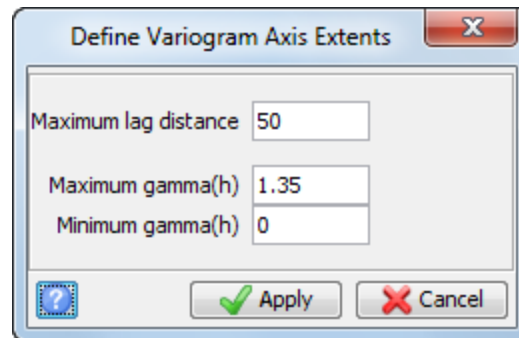 Define Variogram Axis Extents
Maximum lag distance 50
Maximum gamma(h) 1.35
Minimum gamma(h) 0
? Apply Cancel